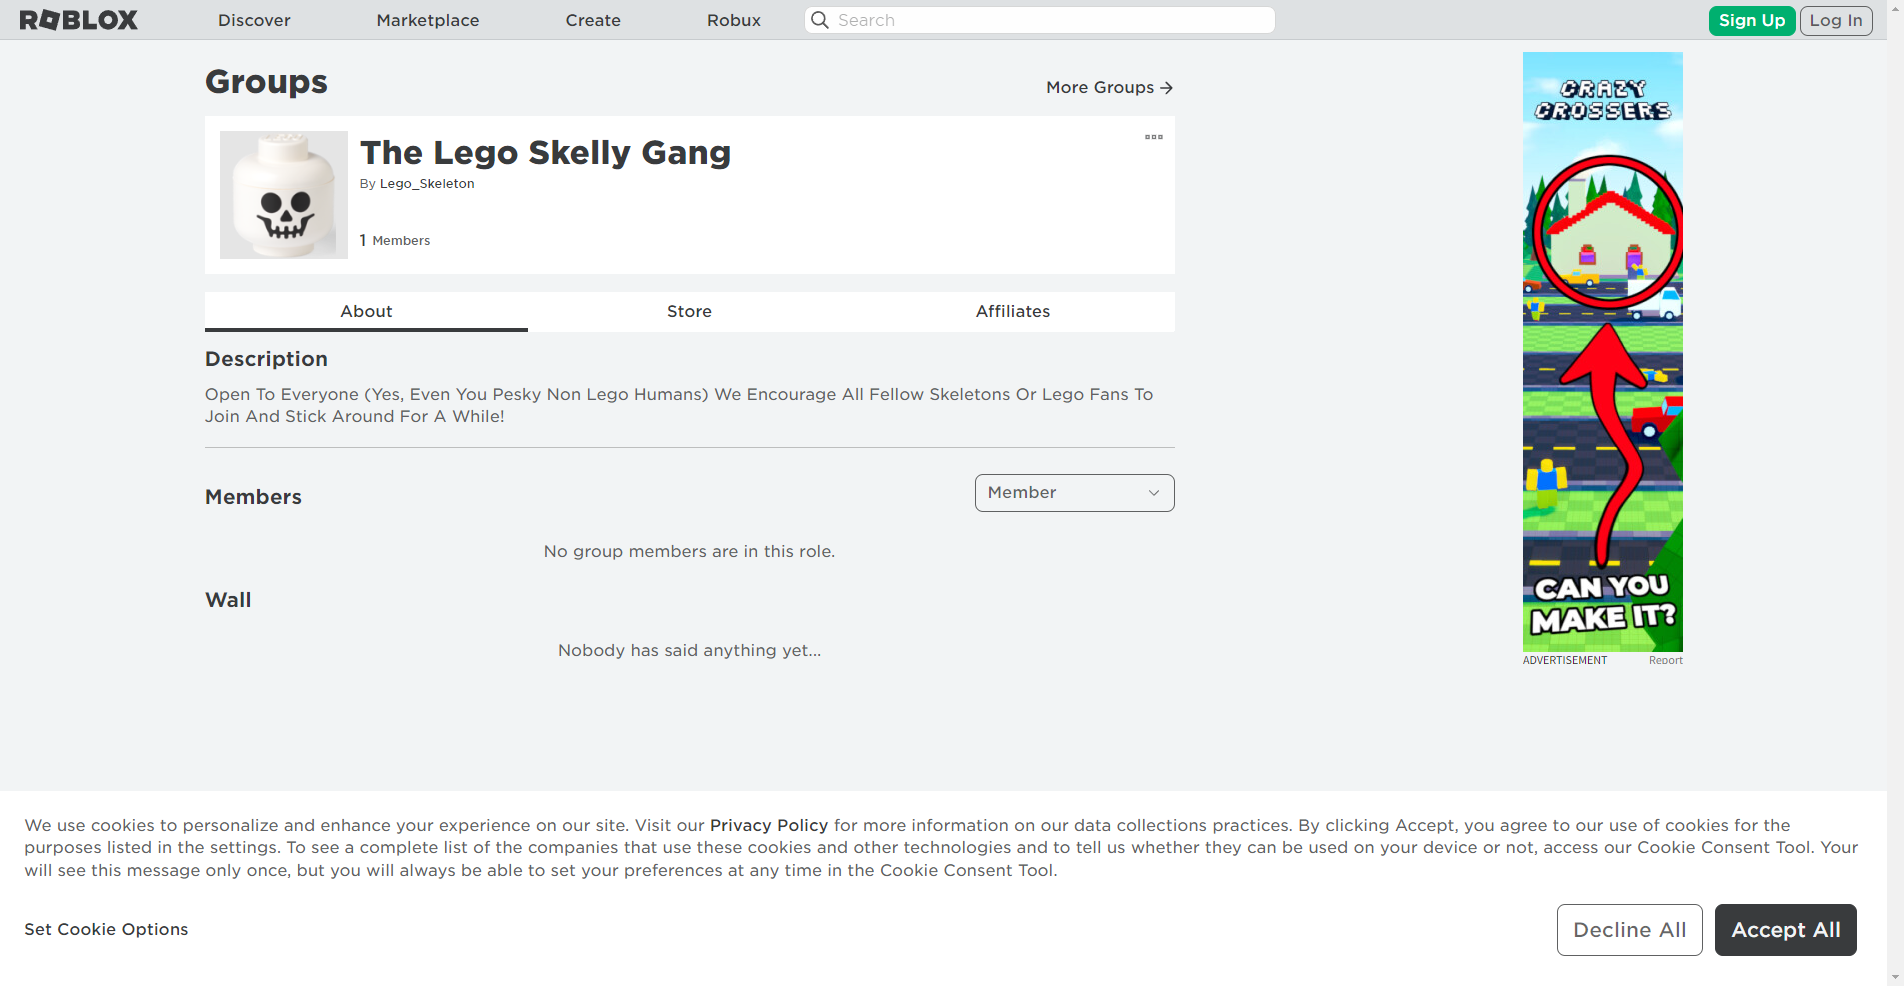 ROBLOX
Discover
Marketplace
Create
Robux
Search
Sign Up
Log In
Groups
More Groups
The Lego Skelly Gang
By Lego_Skeleton
1 Members
About
Store
Affiliates
Description
Open To Everyone (Yes, Even You Pesky Non Lego Humans) We Encourage All Fellow Skeletons Or Lego Fans To
Join And Stick Around For A While!
Members
Member
No group members are in this role.
Wall
Nobody has said anything yet...
CRAZY
CROSSERS
CAN YOU
MAKE IT?
ADVERTISEMENT
Report
We use cookies to personalize and enhance your experience on our site. Visit our Privacy Policy for more information on our data collections practices. By clicking Accept, you agree to our use of cookies for the
purposes listed in the settings. To see a complete list of the companies that use these cookies and other technologies and to tell us whether they can be used on your device or not, access our Cookie Consent Tool. Your
will see this message only once, but you will always be able to set your preferences at any time in the Cookie Consent Tool.
Set Cookie Options
Decline All
Accept All